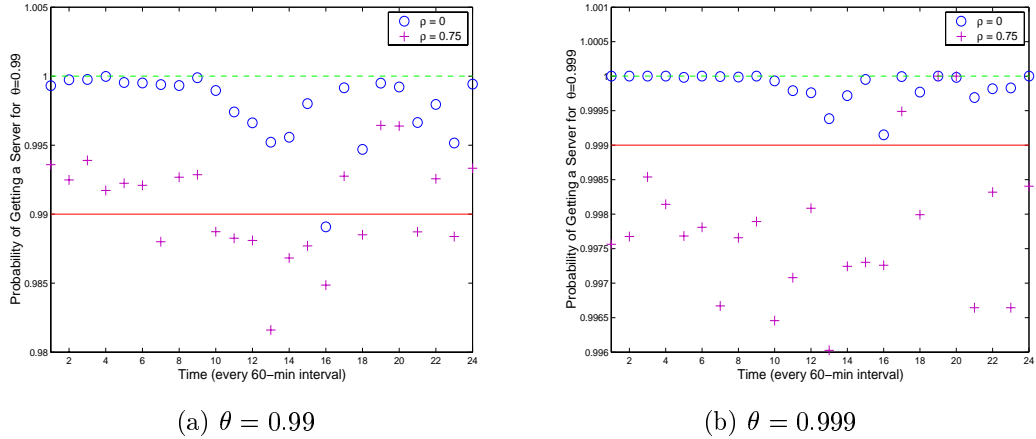 1.005
1
0.995
0.99
0.985
0.98
Probability of Getting a Server for θ=0.99
2 4 6 8 10 12 14 16 18 20 22 24
Time (every 60−min interval)
ρ = 0
ρ = 0.75
(a) θ = 0.99
1.001
1.0005
1
0.9995
0.999
0.9985
0.998
0.9975
0.997
0.9965
0.996
Probability of Getting a Server for θ=0.999
2 4 6 8 10 12 14 16 18 20 22 24
Time (every 60−min interval)
ρ = 0
ρ = 0.75
(b) θ = 0.999